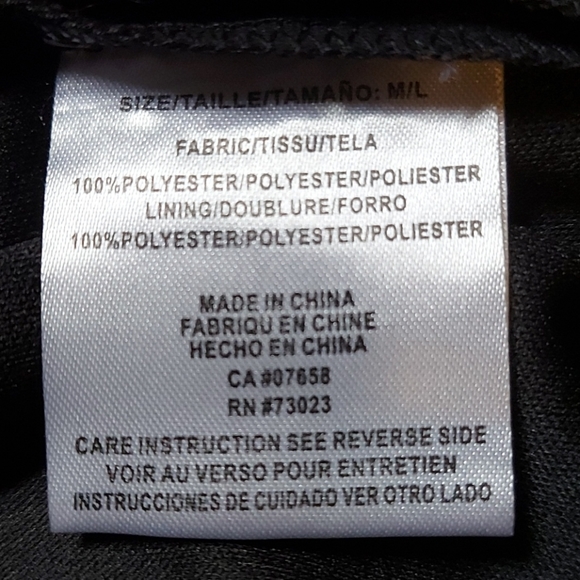 SIZE/TAILLE/TAMAÑO: M/L
FABRIC/TISSU/TELA
100%POLYESTER/POLYESTER/POLIESTER
LINING/DOUBLURE/FORRO
100%POLYESTER/POLYESTER/POLIESTER
MADE IN CHINA
FABRIQU EN CHINE
HECHO EN CHINA
CA #07658
RN #73023
CARE INSTRUCTION SEE REVERSE SIDE
VOIR AU VERSO POUR ENTRETIEN
INSTRUCCIONES DE CUIDADO VER OTRO LADO